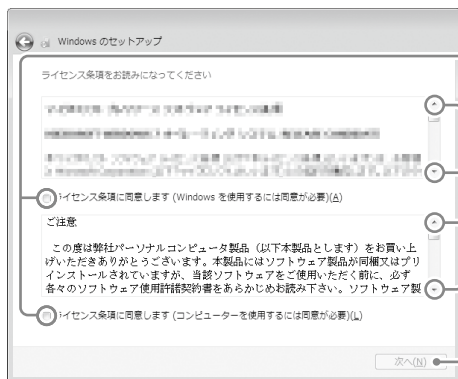 Windows のセットアップ
ライセンス条項をお読みになってください
ライセンス条項に同意します (Windows を使用するには同意が必要)(A)
ご注意
この度は弊社パーソナルコンピュータ製品（以下本製品とします）をお買い上
げいただきありがとうございます。本製品にはソフトウェア製品が同梱又はプリ
インストールされていますが、当該ソフトウェアをご使用いただく前に、必ず
各々のソフトウェア使用許諾契約書をあらかじめお読み下さい。ソフトウェア製
ライセンス条項に同意します (コンピューターを使用するには同意が必要)(L)
次へ(N)